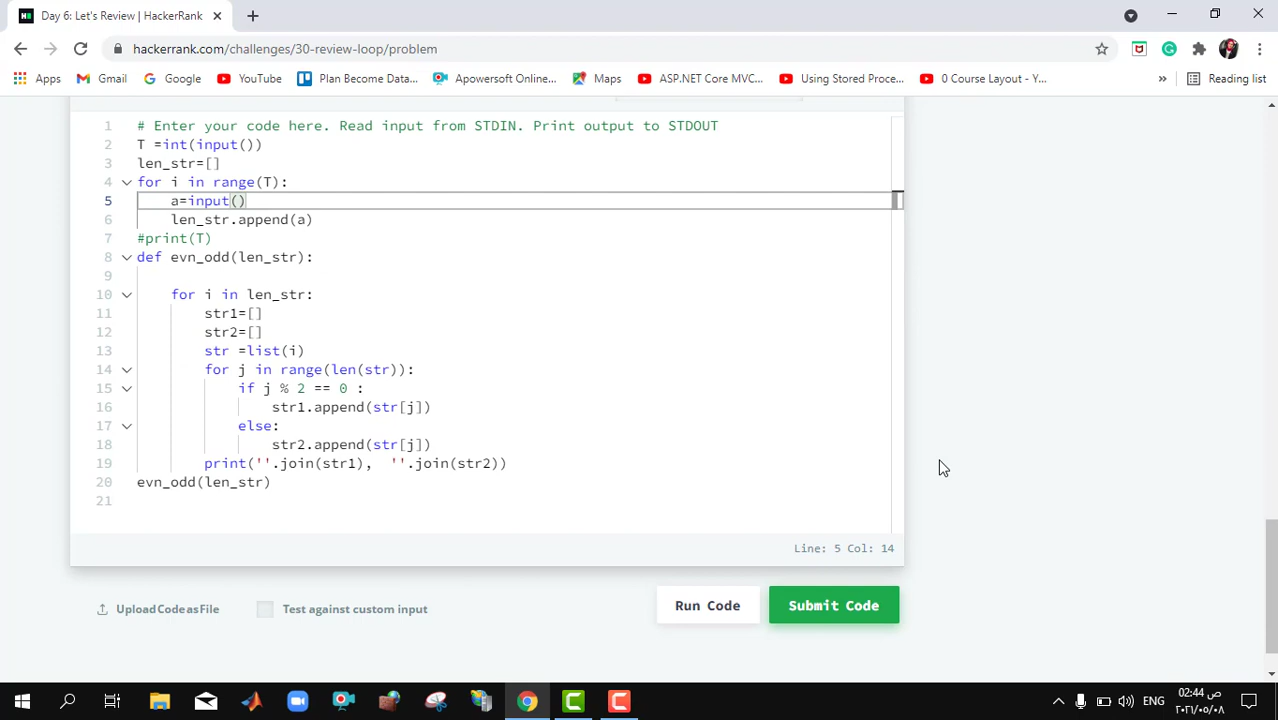 Day 6: Let's Review | HackerRank
hackerrank.com/challenges/30-review-loop/problem
Apps Gmail Google YouTube Plan Become Data... Apowersoft Online... Maps ASP.NET Core MVC... Using Stored Proce... 0 Course Layout - Y... » Reading list
1 # Enter your code here. Read input from STDIN. Print output to STDOUT
2 T =int(input())
3 len_str=[]
4 for i in range(T):
5 a=input()
6 len_str.append(a)
7 #print(T)
8 def evn_odd(len_str):
9
10 for i in len_str:
11 str1=[]
12 str2=[]
13 str =list(i)
14 for j in range(len(str)):
15 if j % 2 == 0 :
16 str1.append(str[j])
17 else:
18 str2.append(str[j])
19 print(''.join(str1), ''.join(str2))
20 evn_odd(len_str)
21
Line: 5 Col: 14
Upload Code as File Test against custom input Run Code Submit Code
ENG 02:44 ص
٢٠٢١/٠٥/٠٨